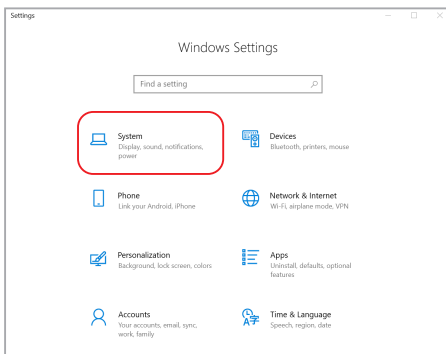 Settings
Windows Settings
Find a setting
System
Display, sound, notifications,
power
Devices
Bluetooth, printers, mouse
Phone
Link your Android, iPhone
Network & Internet
Wi-Fi, airplane mode, VPN
Personalization
Background, lock screen, colors
Apps
Uninstall, defaults, optional
features
Accounts
Your accounts, email, sync,
work, family
Time & Language
Speech, region, date